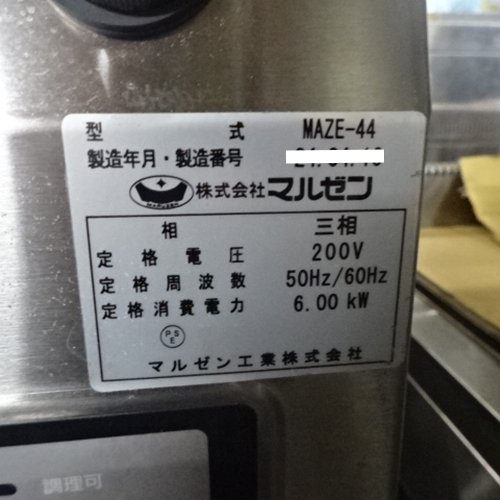 型式 MAZE-44
製造年月・製造番号
MARUZEN 株式会社マルゼン
相 三相
定格電圧 200V
定格周波数 50Hz/60Hz
定格消費電力 6.00 kW
PSE
マルゼン工業株式会社
調理可